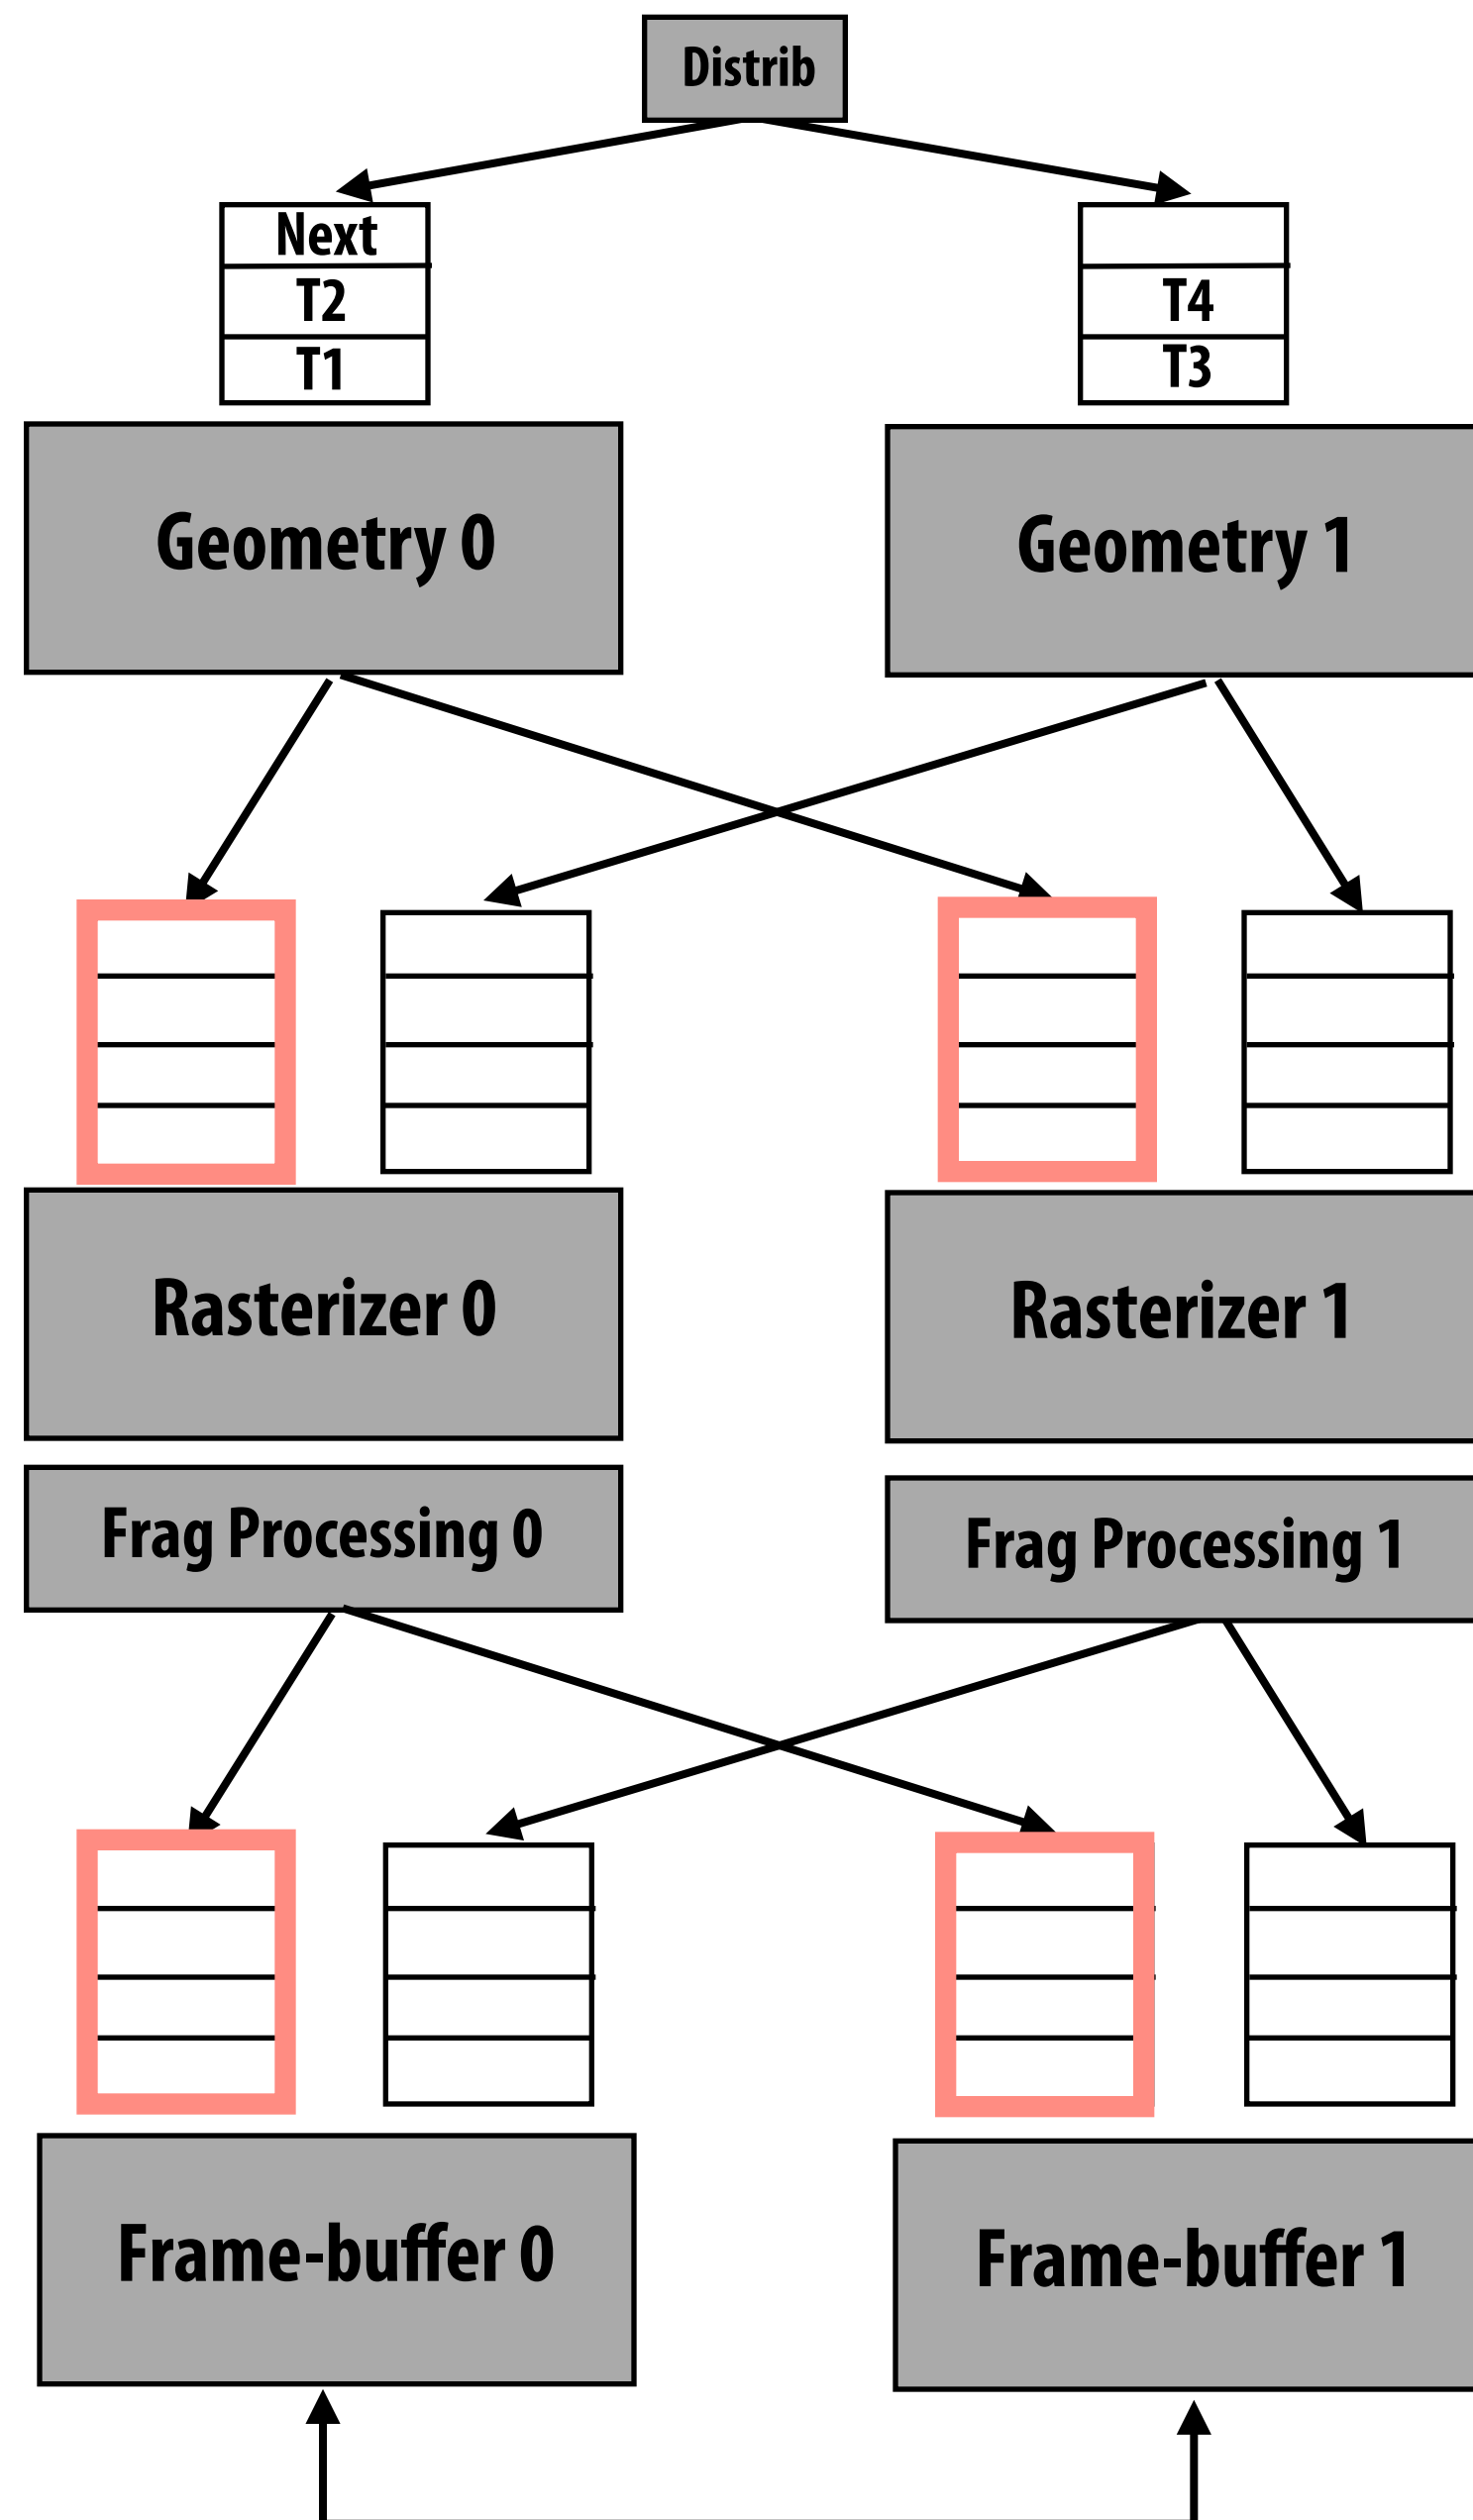 Distrib
Next
T2
T1
T4
T3
Geometry 0
Geometry 1
Rasterizer 0
Rasterizer 1
Frag Processing 0
Frag Processing 1
Frame-buffer 0
Frame-buffer 1